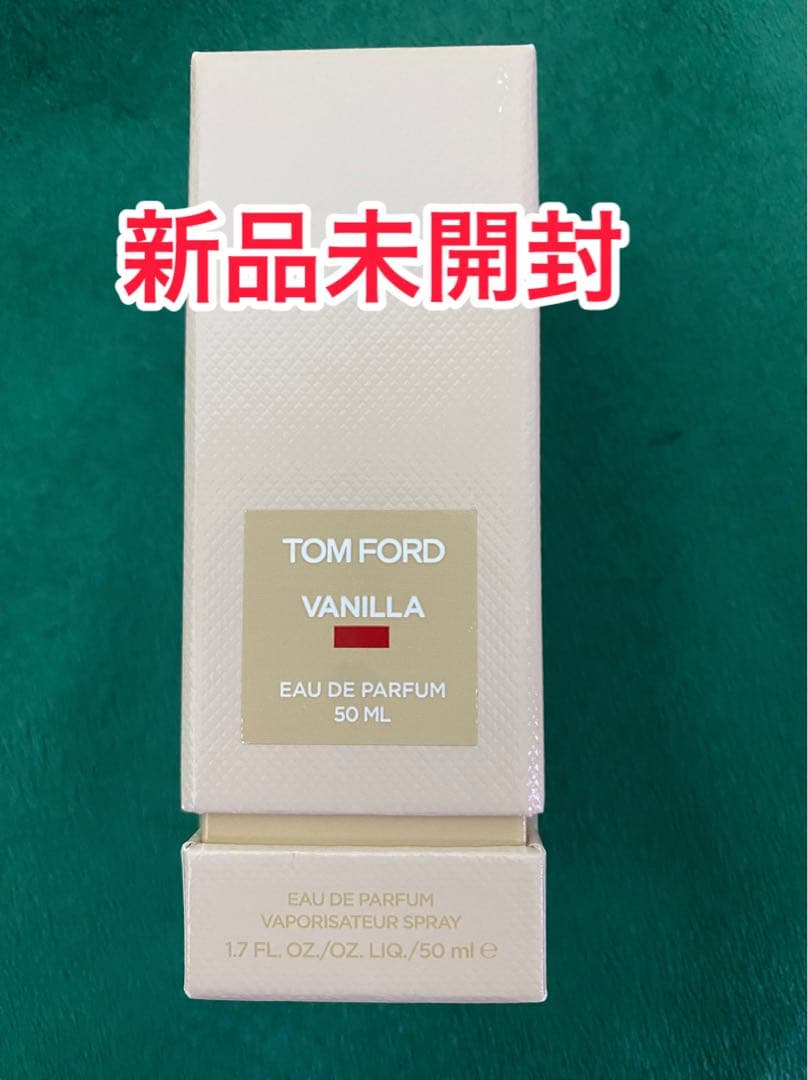 新品未開封
TOM FORD
VANILLA
EAU DE PARFUM
50 ML
EAU DE PARFUM
VAPORISATEUR SPRAY
1.7 FL. OZ./OZ. LIQ./50 ml ℮